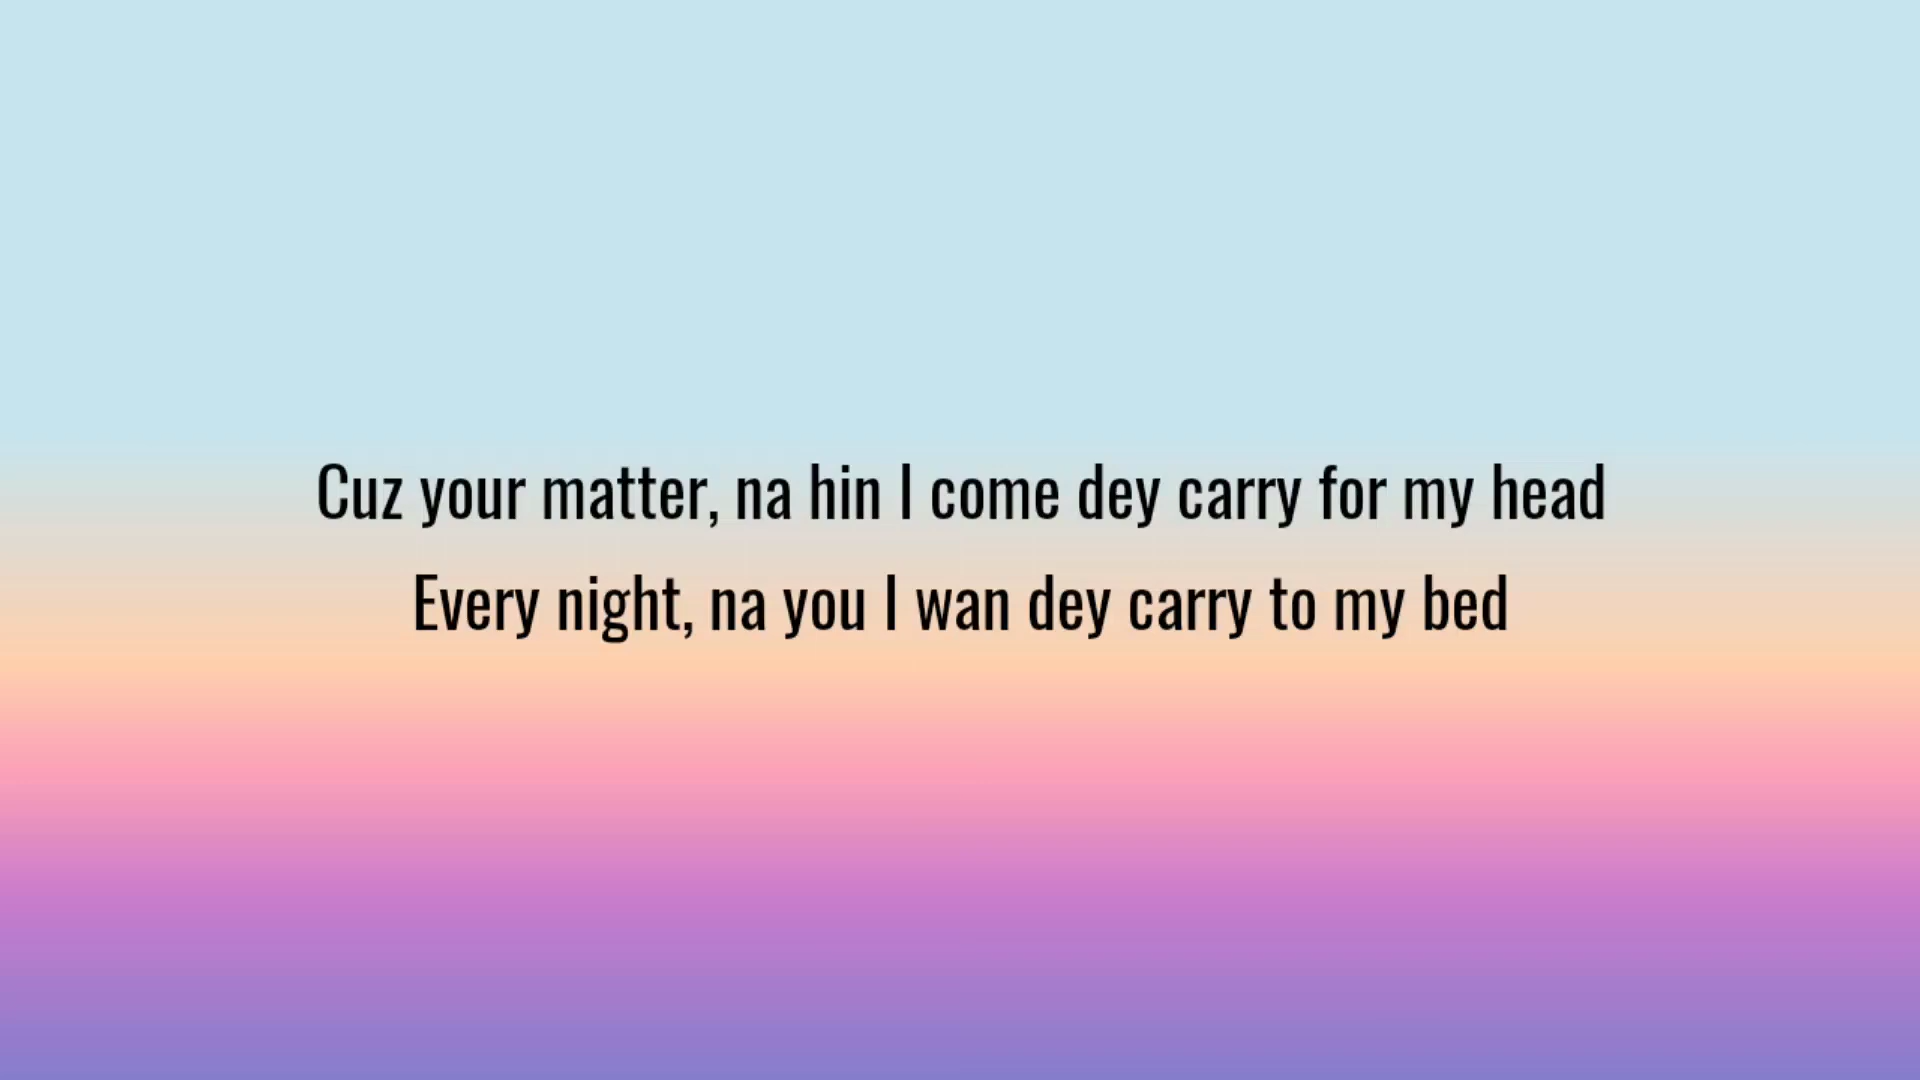 Cuz your matter, na hin I come dey carry for my head
Every night, na you I wan dey carry to my bed